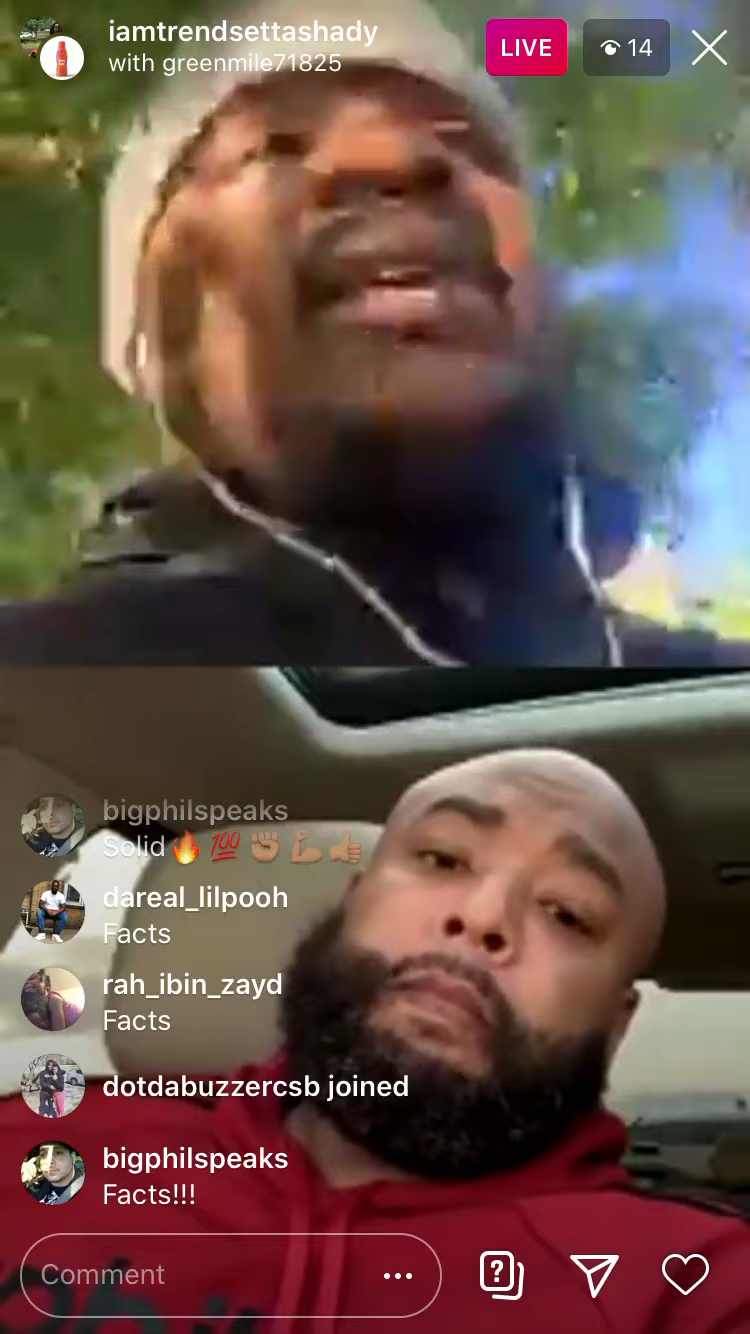 iamtrendsettashady
with greenmile71825
LIVE
14
bigphilspeaks
Solid🔥💯✊🏽💪🏽👍🏽
dareal_lilpooh
Facts
rah_ibin_zayd
Facts
dotdabuzzercsb joined
bigphilspeaks
Facts!!!
Comment